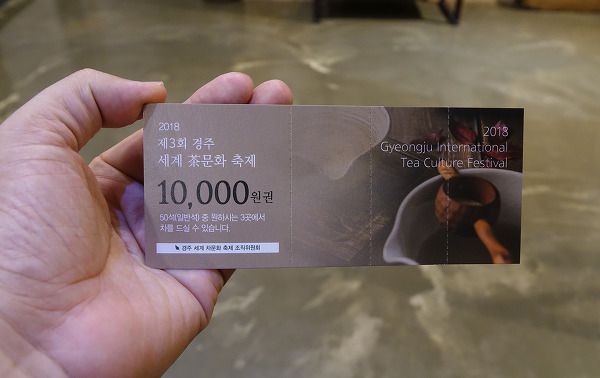 2018
제3회 경주
세계 茶문화 축제
10,000원권
50석(일반석) 중 원하시는 3곳에서
차를 드실 수 있습니다.
경주 세계 차문화 축제 조직위원회
2018
Gyeongju International
Tea Culture Festival